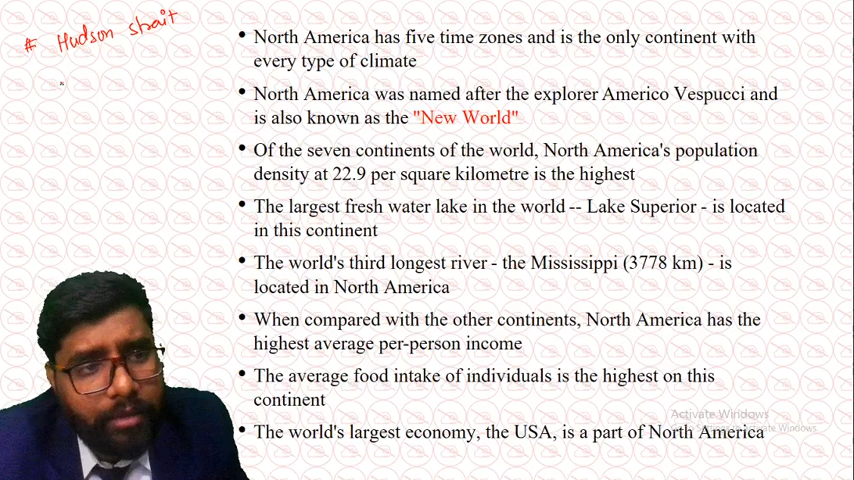 # Hudson strait
• North America has five time zones and is the only continent with
every type of climate
• North America was named after the explorer Americo Vespucci and
is also known as the "New World"
• Of the seven continents of the world, North America's population
density at 22.9 per square kilometre is the highest
• The largest fresh water lake in the world -- Lake Superior - is located
in this continent
• The world's third longest river - the Mississippi (3778 km) - is
located in North America
• When compared with the other continents, North America has the
highest average per-person income
• The average food intake of individuals is the highest on this
continent
Activate Windows
Go to Settings to activate Windows.
• The world's largest economy, the USA, is a part of North America